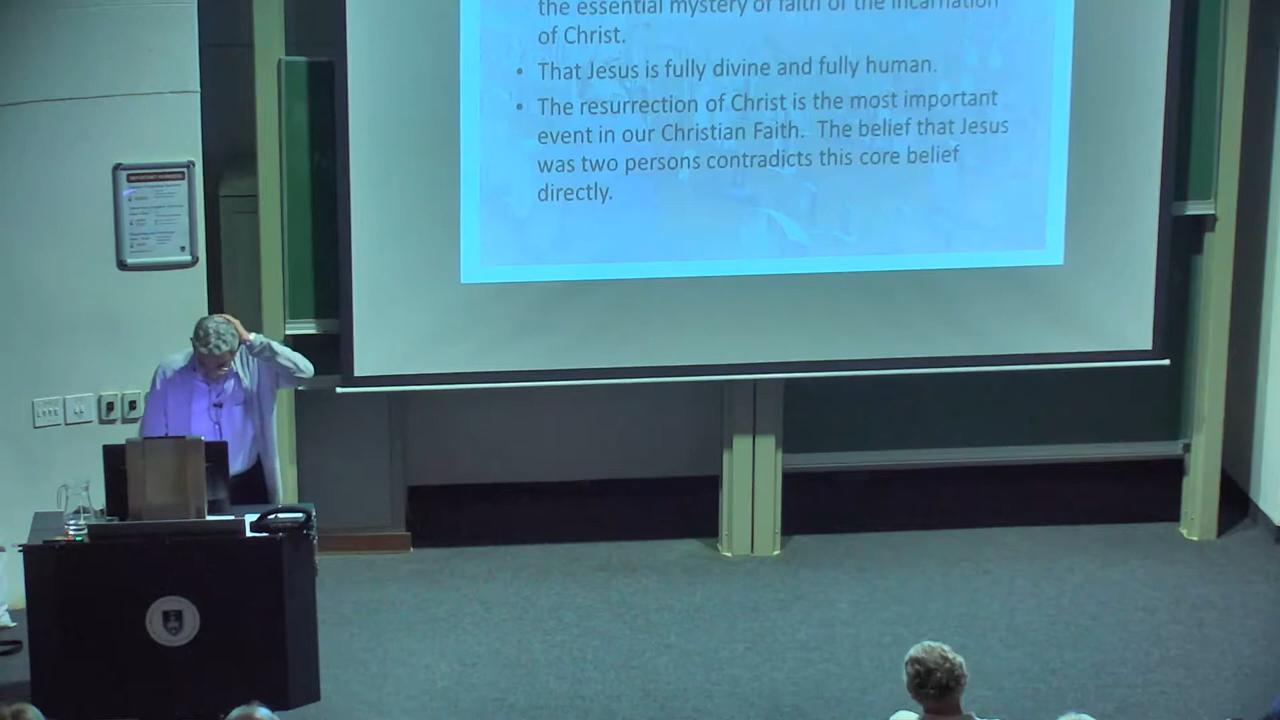 the essential mystery of faith of the incarnation
of Christ.
• That Jesus is fully divine and fully human.
• The resurrection of Christ is the most important
event in our Christian Faith. The belief that Jesus
was two persons contradicts this core belief
directly.
IMPORTANT NUMBERS